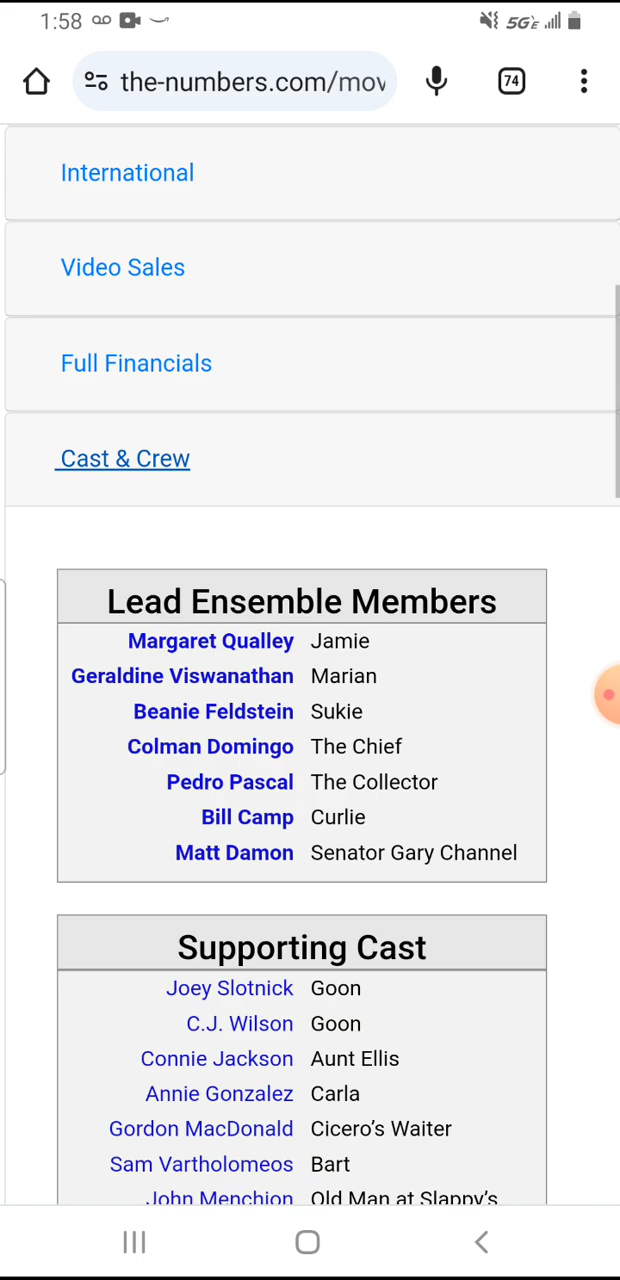 1:58 5GE
the-numbers.com/mov 74
International
Video Sales
Full Financials
Cast & Crew
Lead Ensemble Members
Margaret Qualley Jamie
Geraldine Viswanathan Marian
Beanie Feldstein Sukie
Colman Domingo The Chief
Pedro Pascal The Collector
Bill Camp Curlie
Matt Damon Senator Gary Channel
Supporting Cast
Joey Slotnick Goon
C.J. Wilson Goon
Connie Jackson Aunt Ellis
Annie Gonzalez Carla
Gordon MacDonald Cicero’s Waiter
Sam Vartholomeos Bart
John Menchion Old Man at Slappy’s